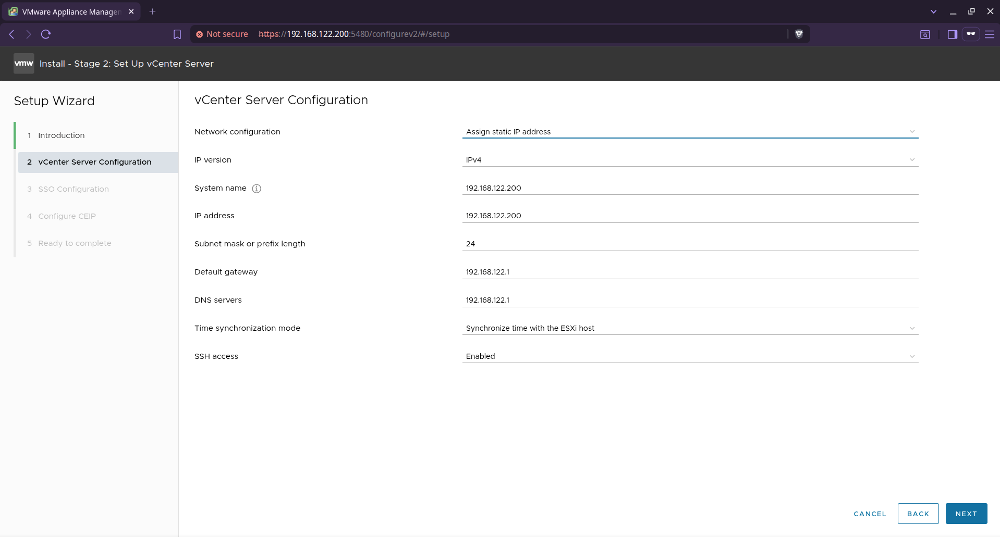 VMware Appliance Manager
Not secure https://192.168.122.200:5480/configurev2/#/setup
vmw Install - Stage 2: Set Up vCenter Server
Setup Wizard
1 Introduction
2 vCenter Server Configuration
3 SSO Configuration
4 Configure CEIP
5 Ready to complete
vCenter Server Configuration
Network configuration Assign static IP address
IP version IPv4
System name 192.168.122.200
IP address 192.168.122.200
Subnet mask or prefix length 24
Default gateway 192.168.122.1
DNS servers 192.168.122.1
Time synchronization mode Synchronize time with the ESXi host
SSH access Enabled
CANCEL BACK NEXT